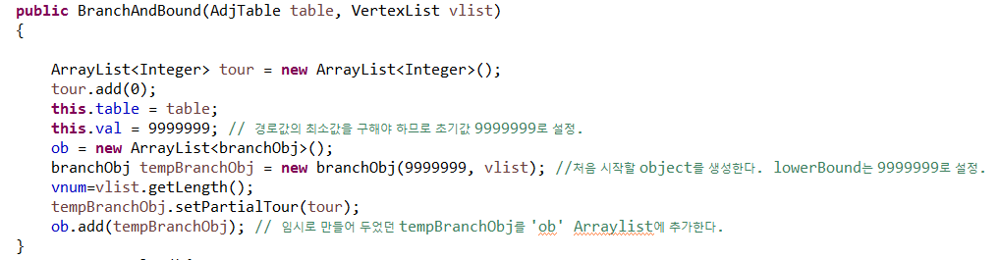 public BranchAndBound(AdjTable table, VertexList vlist)
{
ArrayList<Integer> tour = new ArrayList<Integer>();
tour.add(0);
this.table = table;
this.val = 9999999; // 경로값의 최소값을 구해야 하므로 초기값 9999999로 설정.
ob = new ArrayList<branchObj>();
branchObj tempBranchObj = new branchObj(9999999, vlist); //처음 시작할 object를 생성한다. lowerBound는 9999999로 설정.
vnum=vlist.getLength();
tempBranchObj.setPartialTour(tour);
ob.add(tempBranchObj); // 임시로 만들어 두었던 tempBranchObj를 'ob' Arraylist에 추가한다.
}